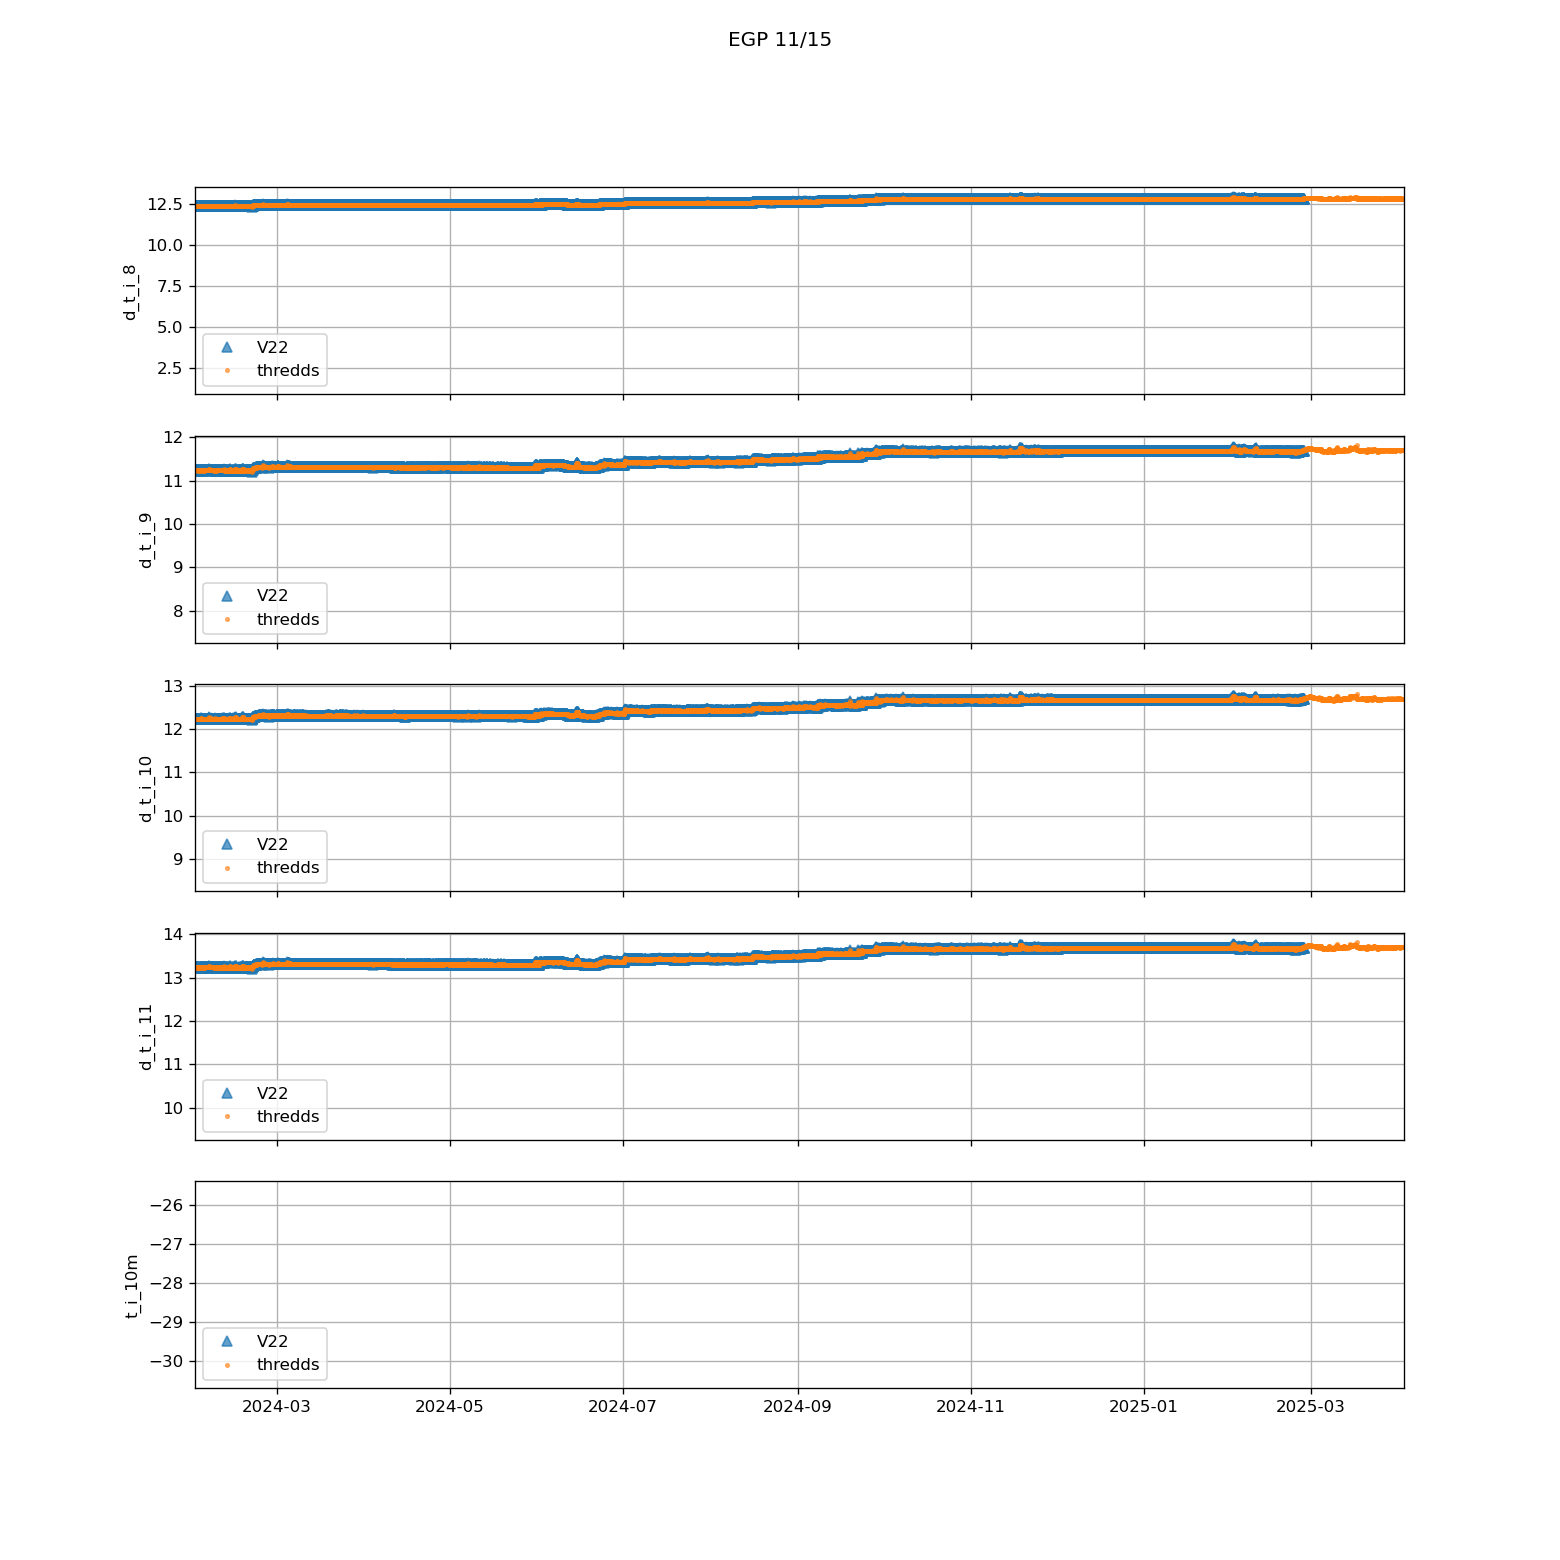 EGP 11/15
12.5
10.0
7.5
5.0
2.5
d_t_i_8
V22
thredds
12
11
10
9
8
d_t_i_9
V22
thredds
13
12
11
10
9
d_t_i_10
V22
thredds
14
13
12
11
10
d_t_i_11
V22
thredds
−26
−27
−28
−29
−30
t_i_10m
V22
thredds
2024-03 2024-05 2024-07 2024-09 2024-11 2025-01 2025-03